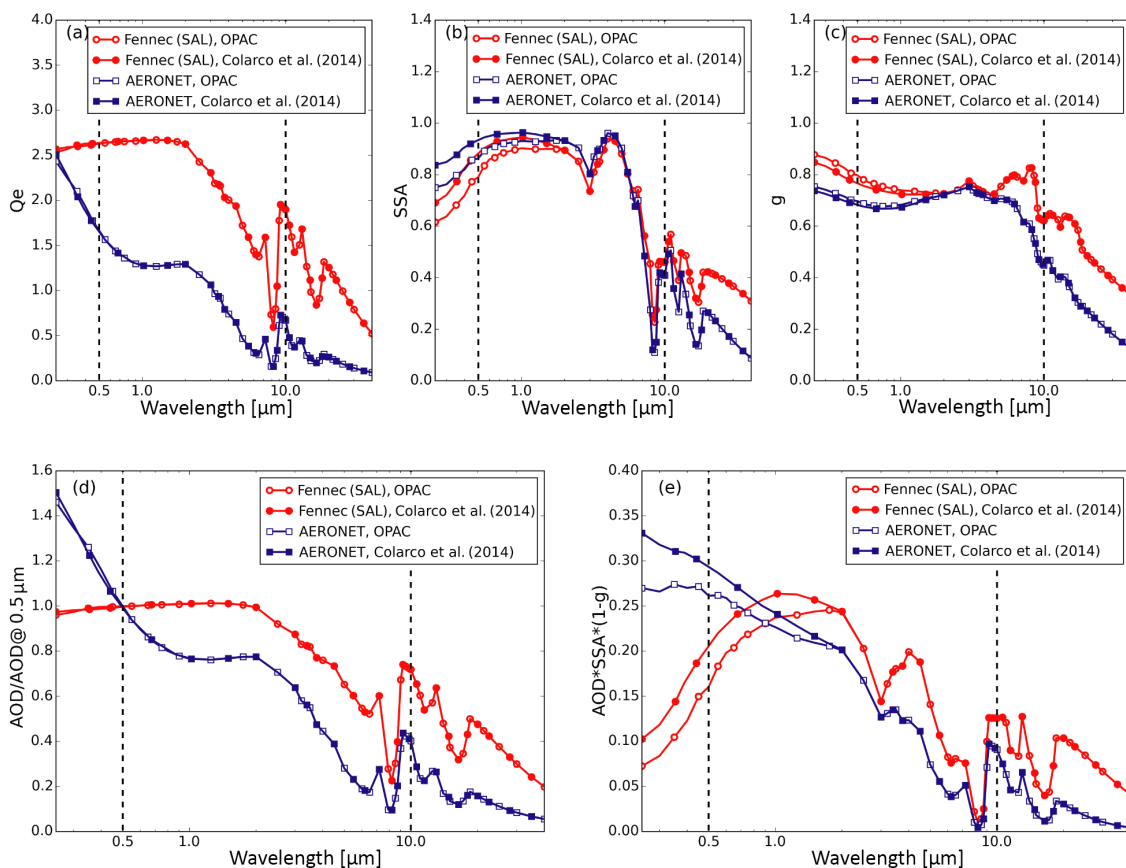 (a)
Fennec (SAL), OPAC
Fennec (SAL), Colarco et al. (2014)
AERONET, OPAC
AERONET, Colarco et al. (2014)
4.0
3.5
3.0
2.5
2.0
1.5
1.0
0.5
0.0
Qe
0.5
1.0
10.0
Wavelength [µm]
(b)
Fennec (SAL), OPAC
Fennec (SAL), Colarco et al. (2014)
AERONET, OPAC
AERONET, Colarco et al. (2014)
1.4
1.2
1.0
0.8
0.6
0.4
0.2
0.0
SSA
0.5
1.0
10.0
Wavelength [µm]
(c)
Fennec (SAL), OPAC
Fennec (SAL), Colarco et al. (2014)
AERONET, OPAC
AERONET, Colarco et al. (2014)
1.4
1.2
1.0
0.8
0.6
0.4
0.2
0.0
g
0.5
1.0
10.0
Wavelength [µm]
(d)
Fennec (SAL), OPAC
Fennec (SAL), Colarco et al. (2014)
AERONET, OPAC
AERONET, Colarco et al. (2014)
1.6
1.4
1.2
1.0
0.8
0.6
0.4
0.2
0.0
AOD/AOD@ 0.5µm
0.5
1.0
10.0
Wavelength [µm]
(e)
Fennec (SAL), OPAC
Fennec (SAL), Colarco et al. (2014)
AERONET, OPAC
AERONET, Colarco et al. (2014)
0.40
0.35
0.30
0.25
0.20
0.15
0.10
0.05
0.00
AOD*SSA*(1-g)
0.5
1.0
10.0
Wavelength [µm]